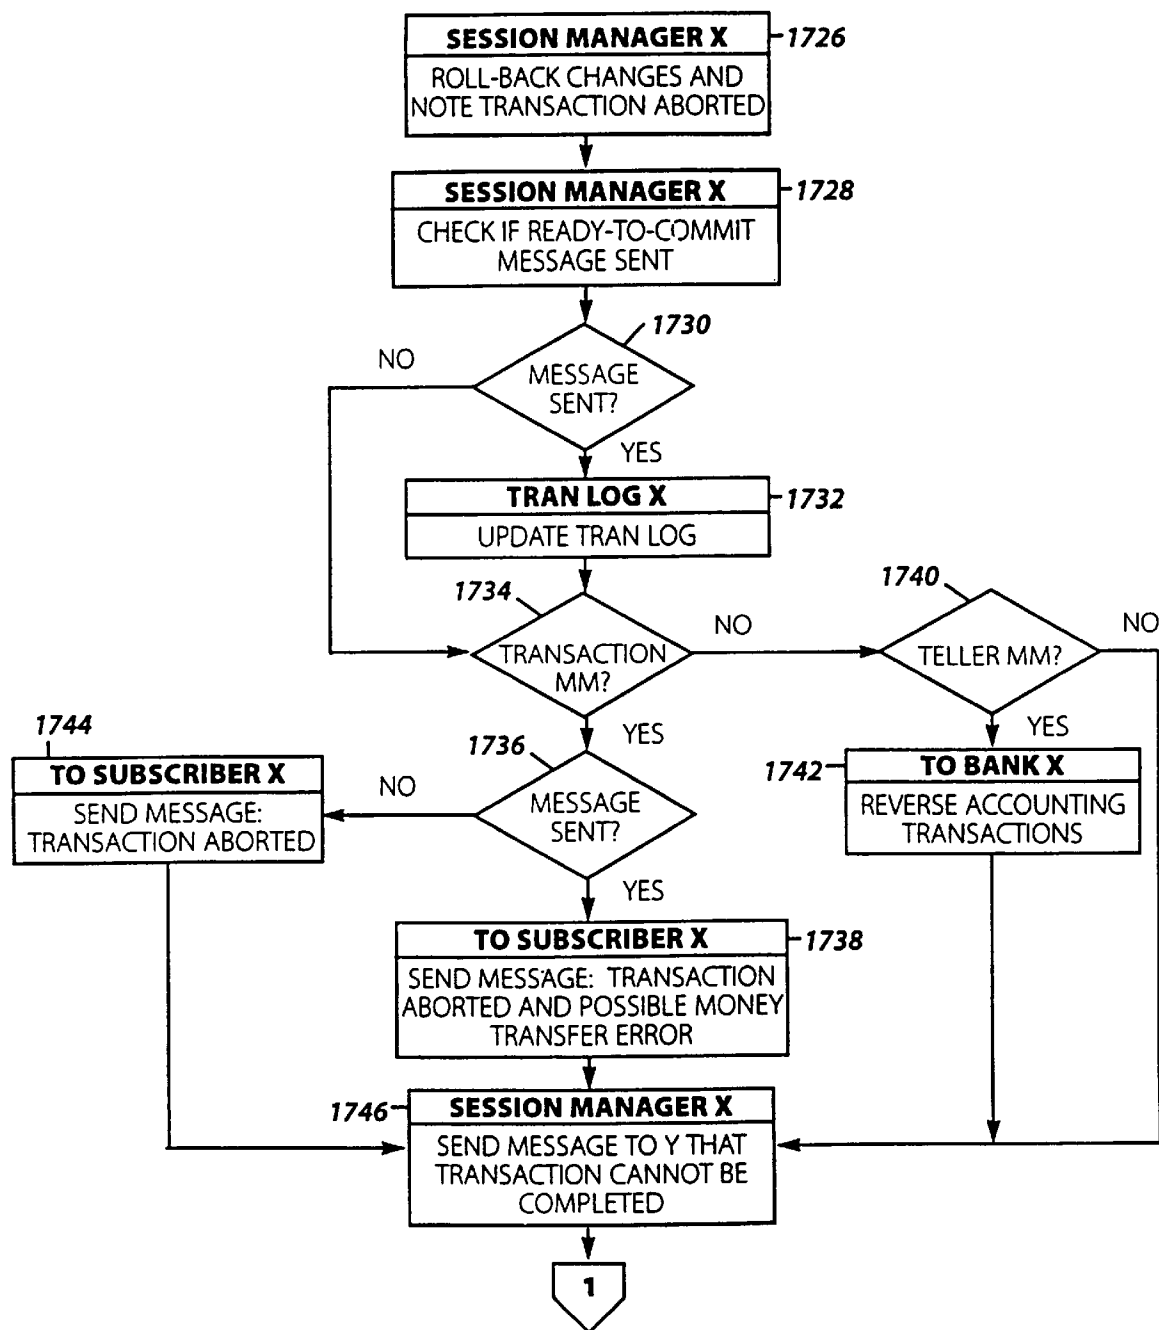 SESSION MANAGER X
1726
ROLL-BACK CHANGES AND
NOTE TRANSACTION ABORTED
SESSION MANAGER X
1728
CHECK IF READY-TO-COMMIT
MESSAGE SENT
1730
NO
MESSAGE
SENT?
YES
TRAN LOG X
1732
UPDATE TRAN LOG
1734
TRANSACTION
MM?
NO
1740
TELLER MM?
NO
YES
YES
1744
TO SUBSCRIBER X
SEND MESSAGE:
TRANSACTION ABORTED
NO
1736
MESSAGE
SENT?
1742
TO BANK X
REVERSE ACCOUNTING
TRANSACTIONS
YES
TO SUBSCRIBER X
1738
SEND MESSAGE: TRANSACTION
ABORTED AND POSSIBLE MONEY
TRANSFER ERROR
1746
SESSION MANAGER X
SEND MESSAGE TO Y THAT
TRANSACTION CANNOT BE
COMPLETED
1